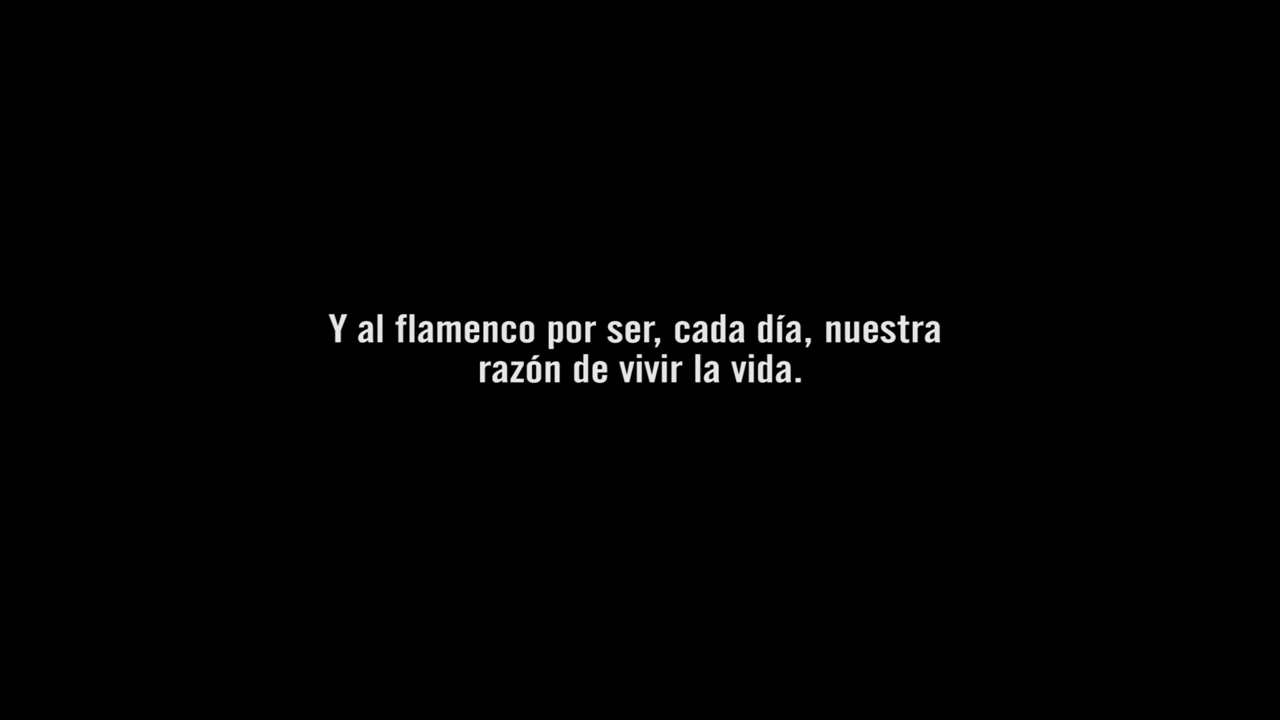 Y al flamenco por ser, cada día, nuestra
razón de vivir la vida.